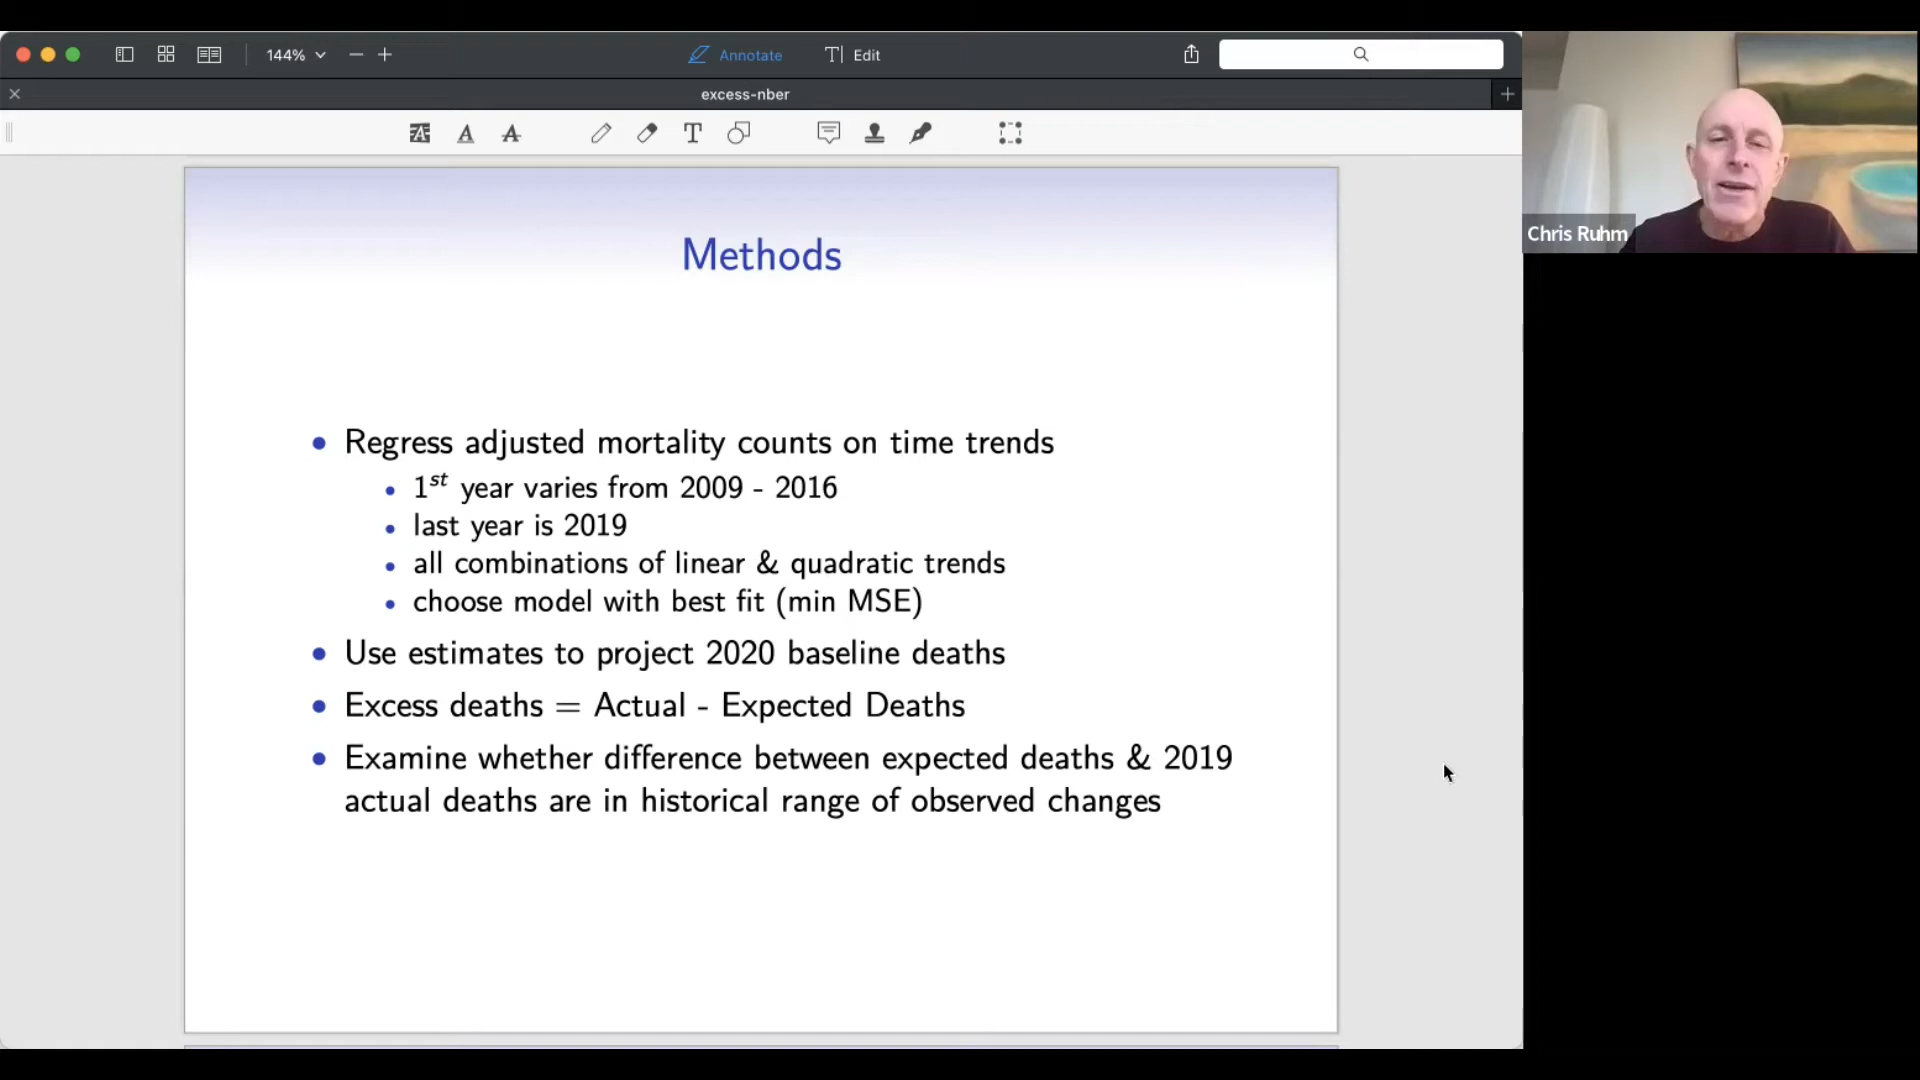 144%
Annotate
Edit
excess-nber
Methods
Regress adjusted mortality counts on time trends
1st year varies from 2009 - 2016
last year is 2019
all combinations of linear & quadratic trends
choose model with best fit (min MSE)
Use estimates to project 2020 baseline deaths
Excess deaths = Actual - Expected Deaths
Examine whether difference between expected deaths & 2019
actual deaths are in historical range of observed changes
Chris Ruhm